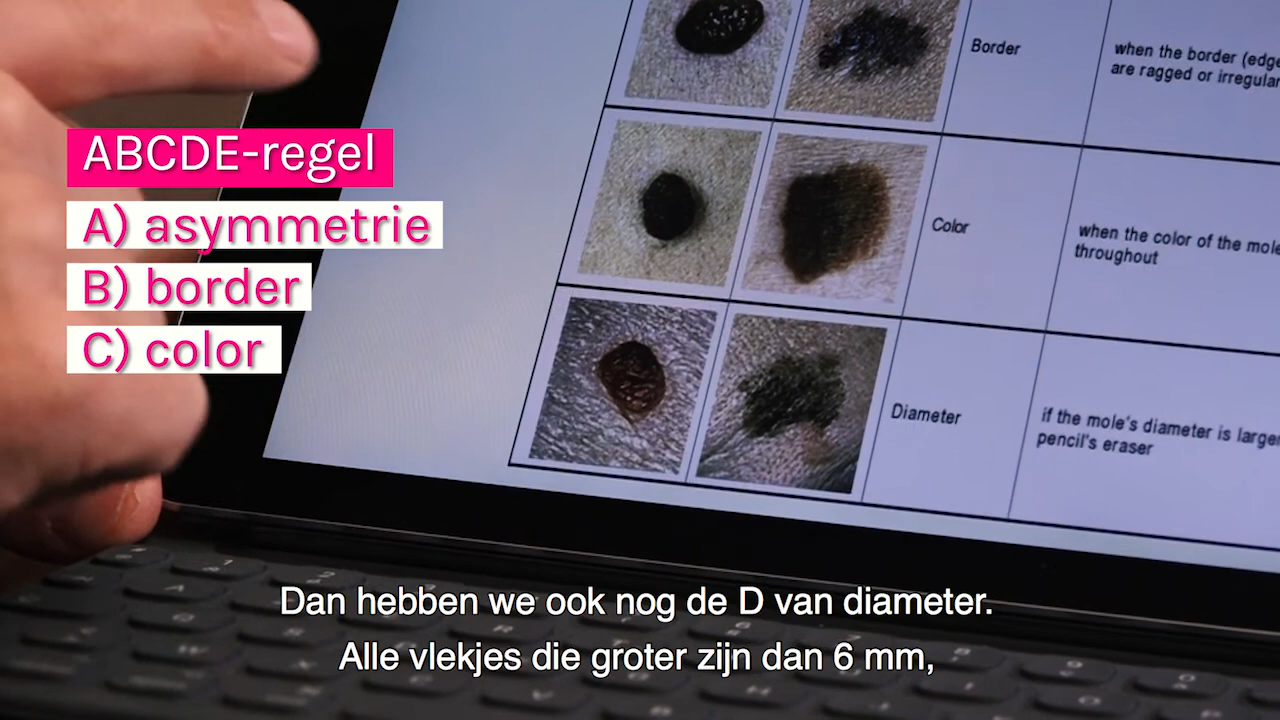 ABCDE-regel
A) asymmetrie
B) border
C) color
Border
when the border (edge
are ragged or irregular
Color
when the color of the mole
throughout
Diameter
if the mole's diameter is large
pencil's eraser
Dan hebben we ook nog de D van diameter.
Alle vlekjes die groter zijn dan 6 mm,